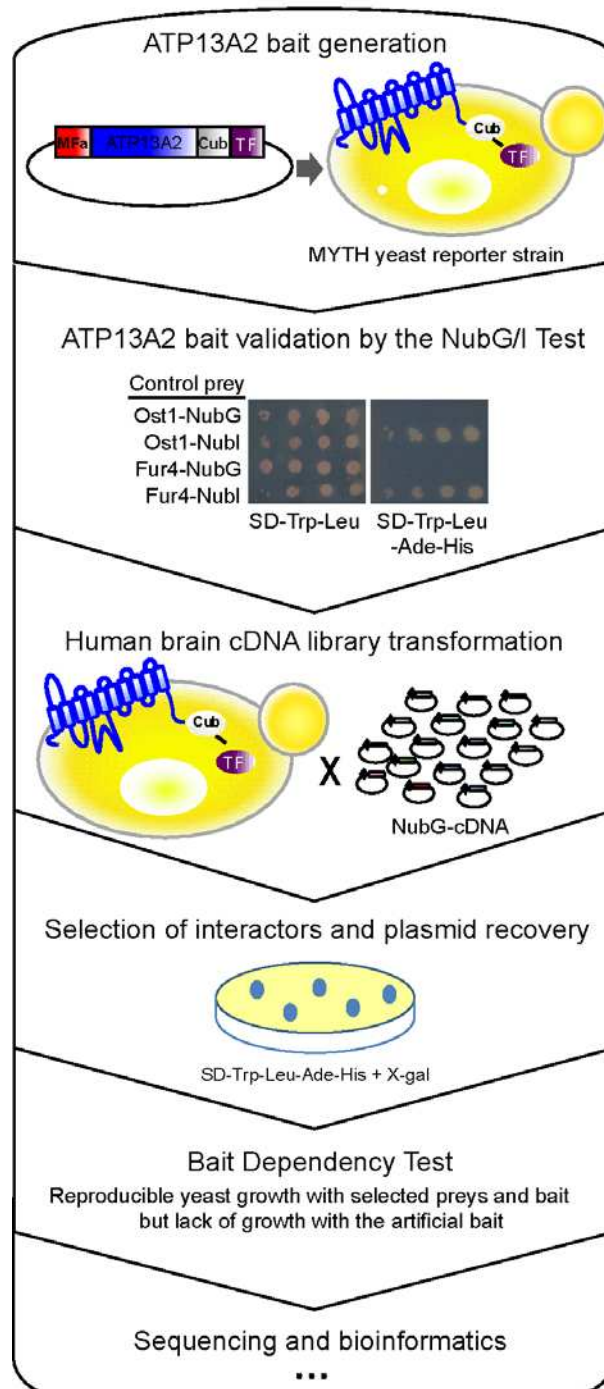 ATP13A2 bait generation
MFa ATP13A2 Cub TF
Cub
TF
MYTH yeast reporter strain
ATP13A2 bait validation by the NubG/I Test
Control prey
Ost1-NubG
Ost1-NubI
Fur4-NubG
Fur4-NubI
SD-Trp-Leu
SD-Trp-Leu
-Ade-His
Human brain cDNA library transformation
Cub
TF
X
NubG-cDNA
Selection of interactors and plasmid recovery
SD-Trp-Leu-Ade-His + X-gal
Bait Dependency Test
Reproducible yeast growth with selected preys and bait
but lack of growth with the artificial bait
Sequencing and bioinformatics
...